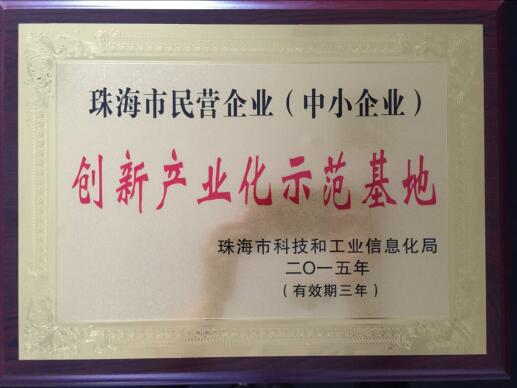 珠海市民营企业（中小企业）
创新产业化示范基地
珠海市科技和工业信息化局
二〇一五年
（有效期三年）